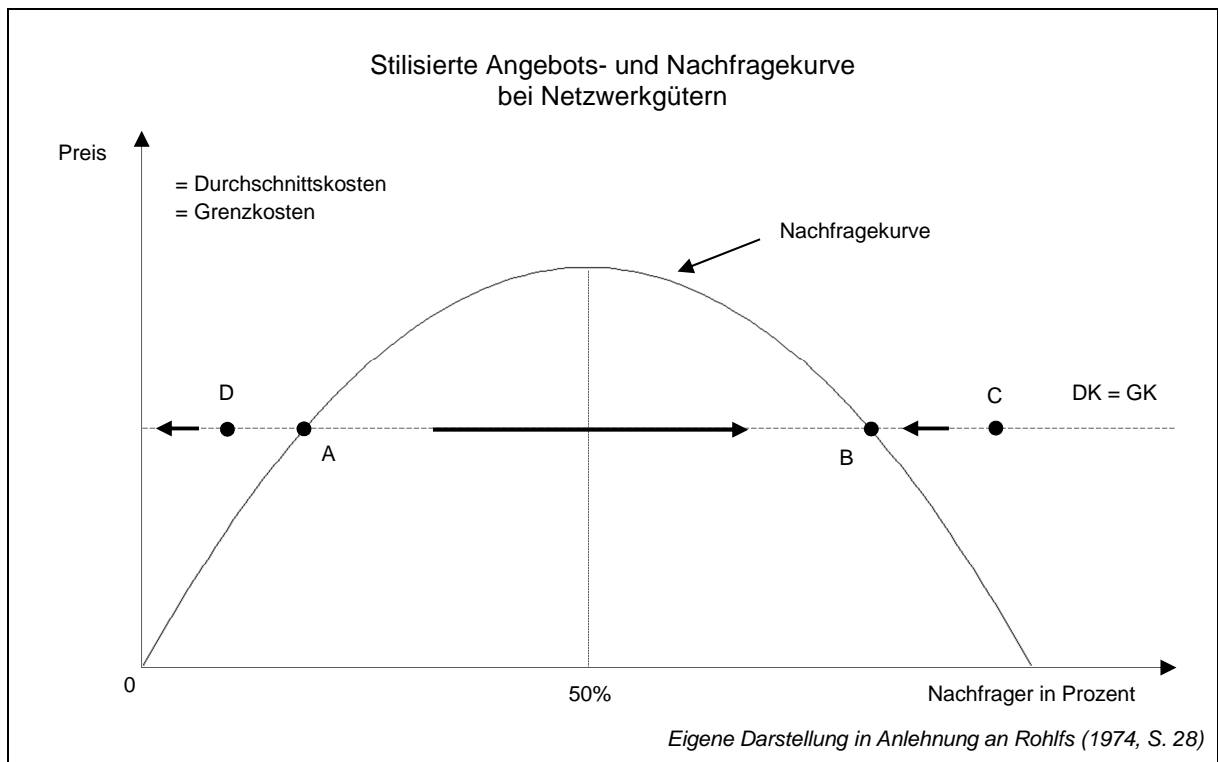 Stilisierte Angebots- und Nachfragekurve
bei Netzwerkgütern
Preis
= Durchschnittskosten
= Grenzkosten
Nachfragekurve
D
C
DK = GK
A
B
0
50%
Nachfrager in Prozent
Eigene Darstellung in Anlehnung an Rohlfs (1974, S. 28)